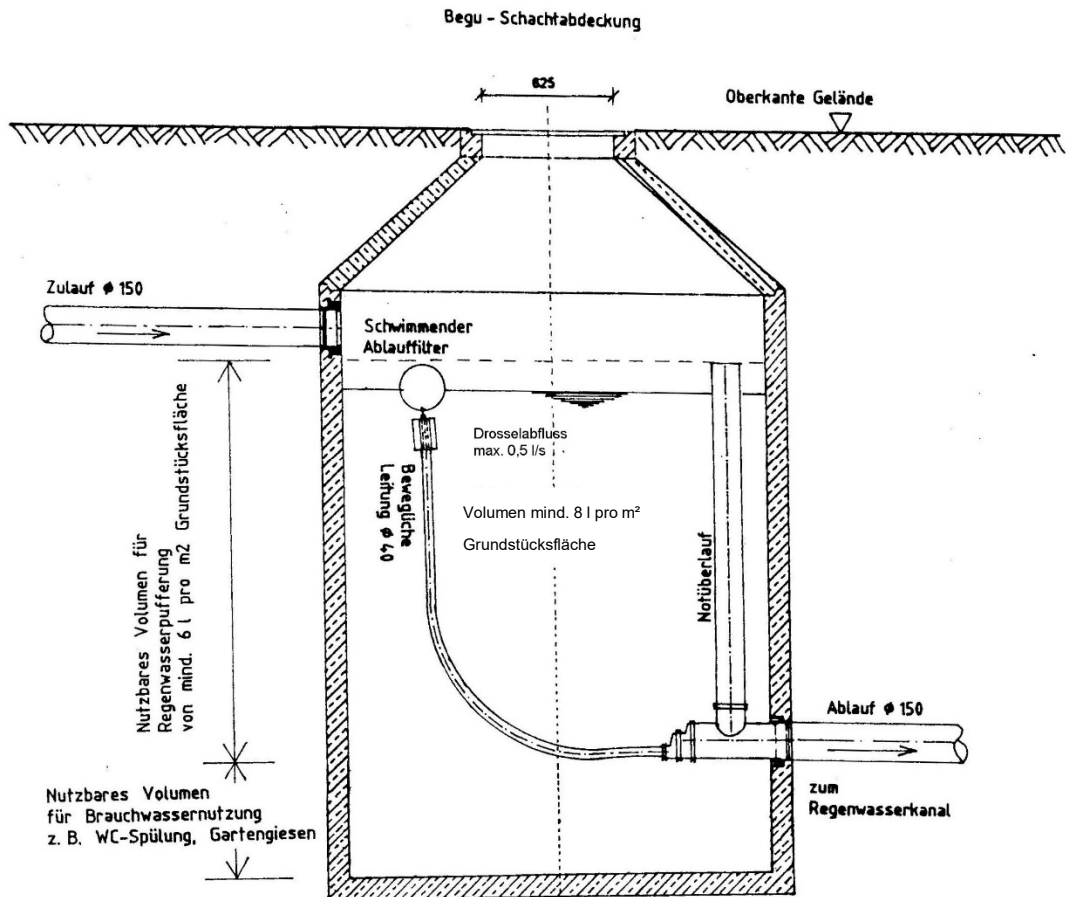 Begu - Schachtabdeckung
625
Oberkante Gelände
Zulauf ø 150
Schwimmender
Ablauffilter
Drosselabfluss
max. 0,5 l/s
Bewegliche
Leitung ø 40
Volumen mind. 8 l pro m²
Grundstücksfläche
Nutzbares Volumen für
Regenwasserpufferung
von mind. 6 l pro m2 Grundstücksfläche
Notüberlauf
Ablauf ø 150
zum
Regenwasserkanal
Nutzbares Volumen
für Brauchwassernutzung
z. B. WC-Spülung, Gartengiesen